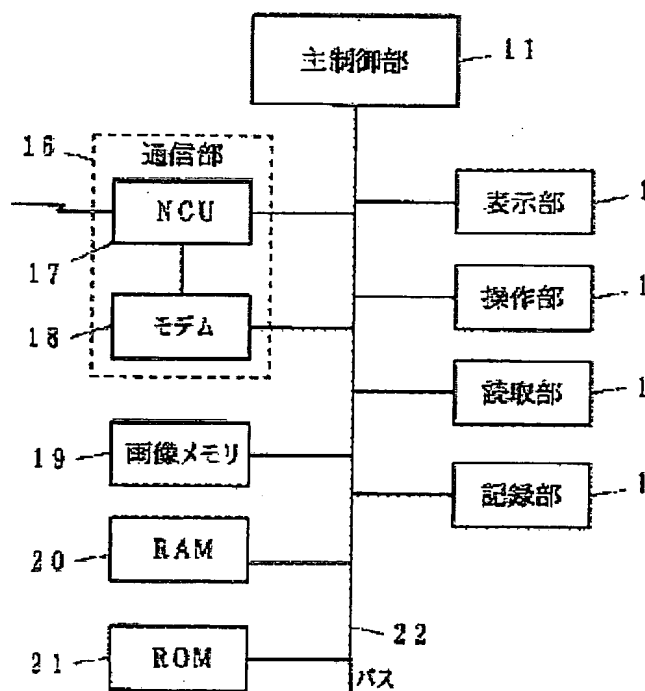 主制御部
11
16
通信部
NCU
17
モデム
18
表示部
1
操作部
1
読取部
1
記録部
1
19
画像メモリ
20
RAM
21
ROM
22
バス